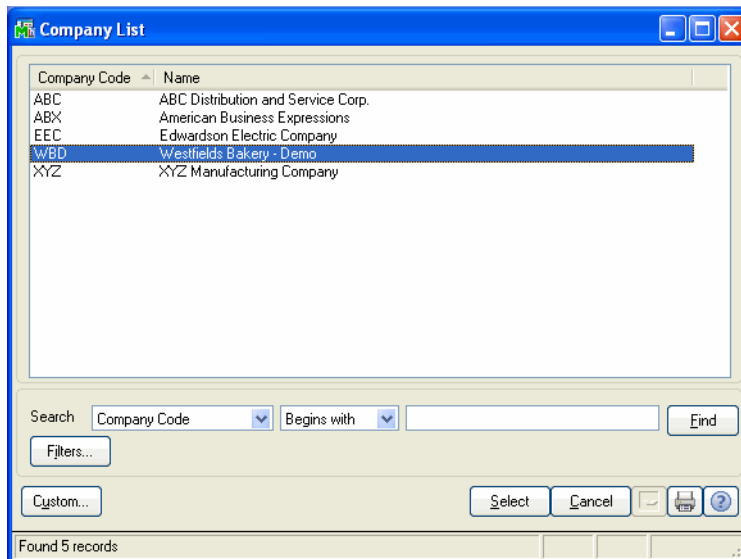 Company List
Company Code Name
ABC ABC Distribution and Service Corp.
ABX American Business Expressions
EEC Edwardson Electric Company
WBD Westfields Bakery - Demo
XYZ XYZ Manufacturing Company
Search Company Code Begins with Find
Filters...
Custom... Select Cancel
Found 5 records